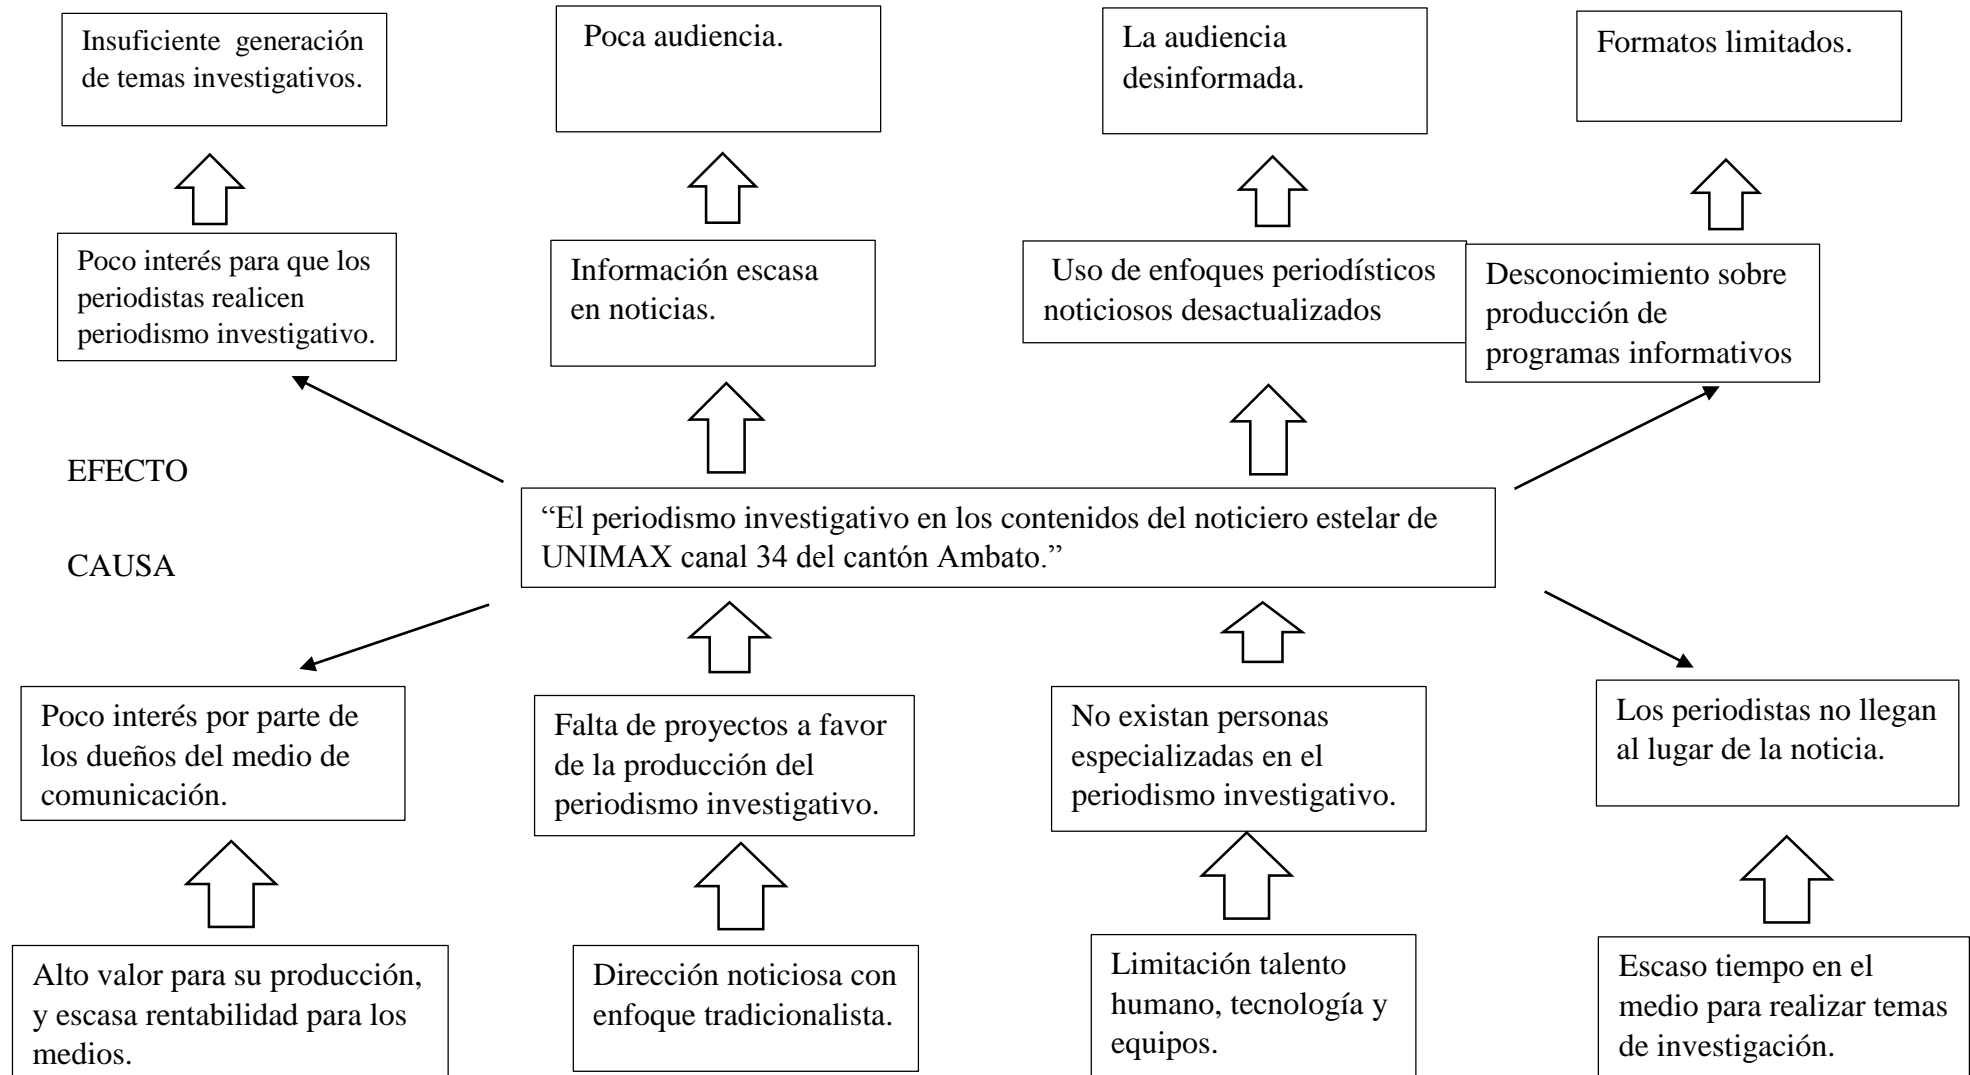 Insuficiente generación
de temas investigativos.
Poca audiencia.
La audiencia
desinformada.
Formatos limitados.
Poco interés para que los
periodistas realicen
periodismo investigativo.
Información escasa
en noticias.
Uso de enfoques periodísticos
noticiosos desactualizados
Desconocimiento sobre
producción de
programas informativos
EFECTO
“El periodismo investigativo en los contenidos del noticiero estelar de
UNIMAX canal 34 del cantón Ambato.”
CAUSA
Poco interés por parte de
los dueños del medio de
comunicación.
Falta de proyectos a favor
de la producción del
periodismo investigativo.
No existan personas
especializadas en el
periodismo investigativo.
Los periodistas no llegan
al lugar de la noticia.
Alto valor para su producción,
y escasa rentabilidad para los
medios.
Dirección noticiosa con
enfoque tradicionalista.
Limitación talento
humano, tecnología y
equipos.
Escaso tiempo en el
medio para realizar temas
de investigación.